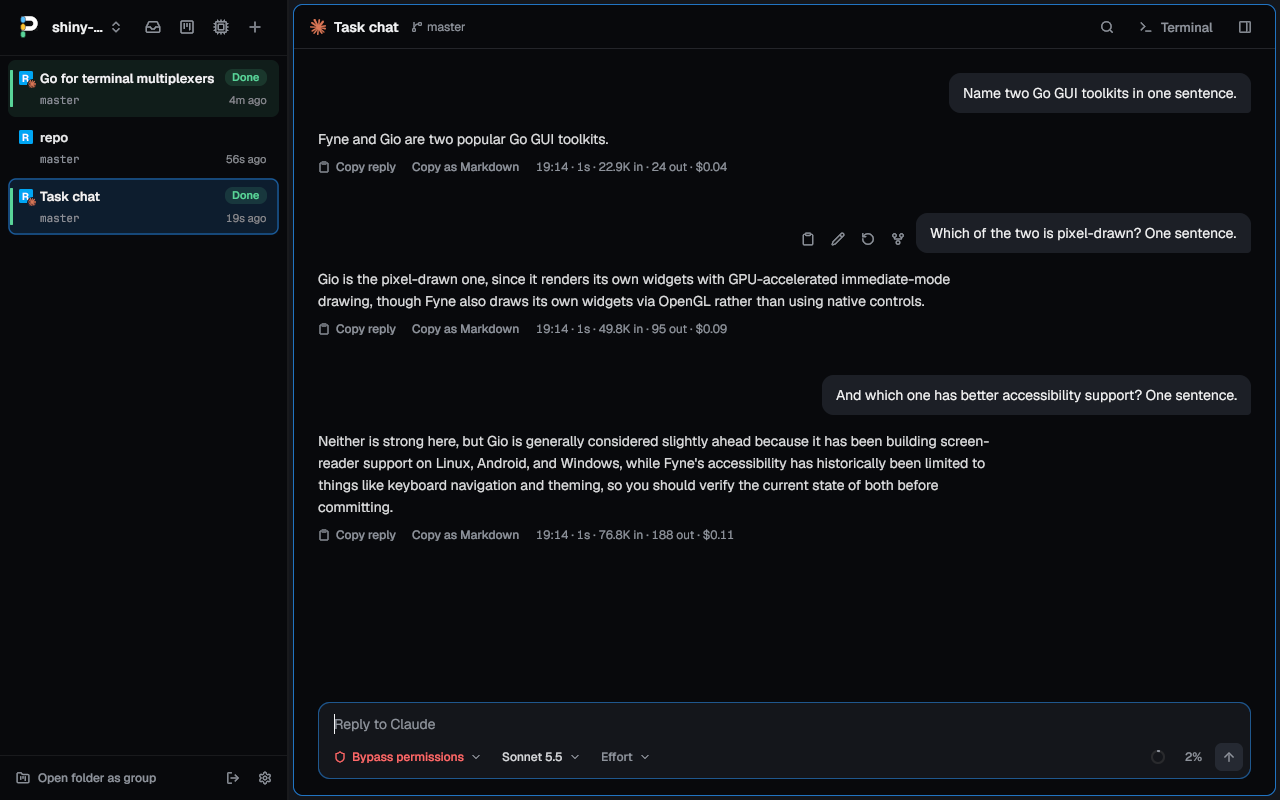 shiny-...
Go for terminal multiplexers
Done
master
4m ago
R
repo
master
56s ago
Task chat
Done
master
19s ago
Open folder as group
Task chat
master
Terminal
Name two Go GUI toolkits in one sentence.
Fyne and Gio are two popular Go GUI toolkits.
Copy reply Copy as Markdown 19:14 · 1s · 22.9K in · 24 out · $0.04
Which of the two is pixel-drawn? One sentence.
Gio is the pixel-drawn one, since it renders its own widgets with GPU-accelerated immediate-mode
drawing, though Fyne also draws its own widgets via OpenGL rather than using native controls.
Copy reply Copy as Markdown 19:14 · 1s · 49.8K in · 95 out · $0.09
And which one has better accessibility support? One sentence.
Neither is strong here, but Gio is generally considered slightly ahead because it has been building screen-
reader support on Linux, Android, and Windows, while Fyne's accessibility has historically been limited to
things like keyboard navigation and theming, so you should verify the current state of both before
committing.
Copy reply Copy as Markdown 19:14 · 1s · 76.8K in · 188 out · $0.11
Reply to Claude
Bypass permissions Sonnet 5.5 Effort 2%